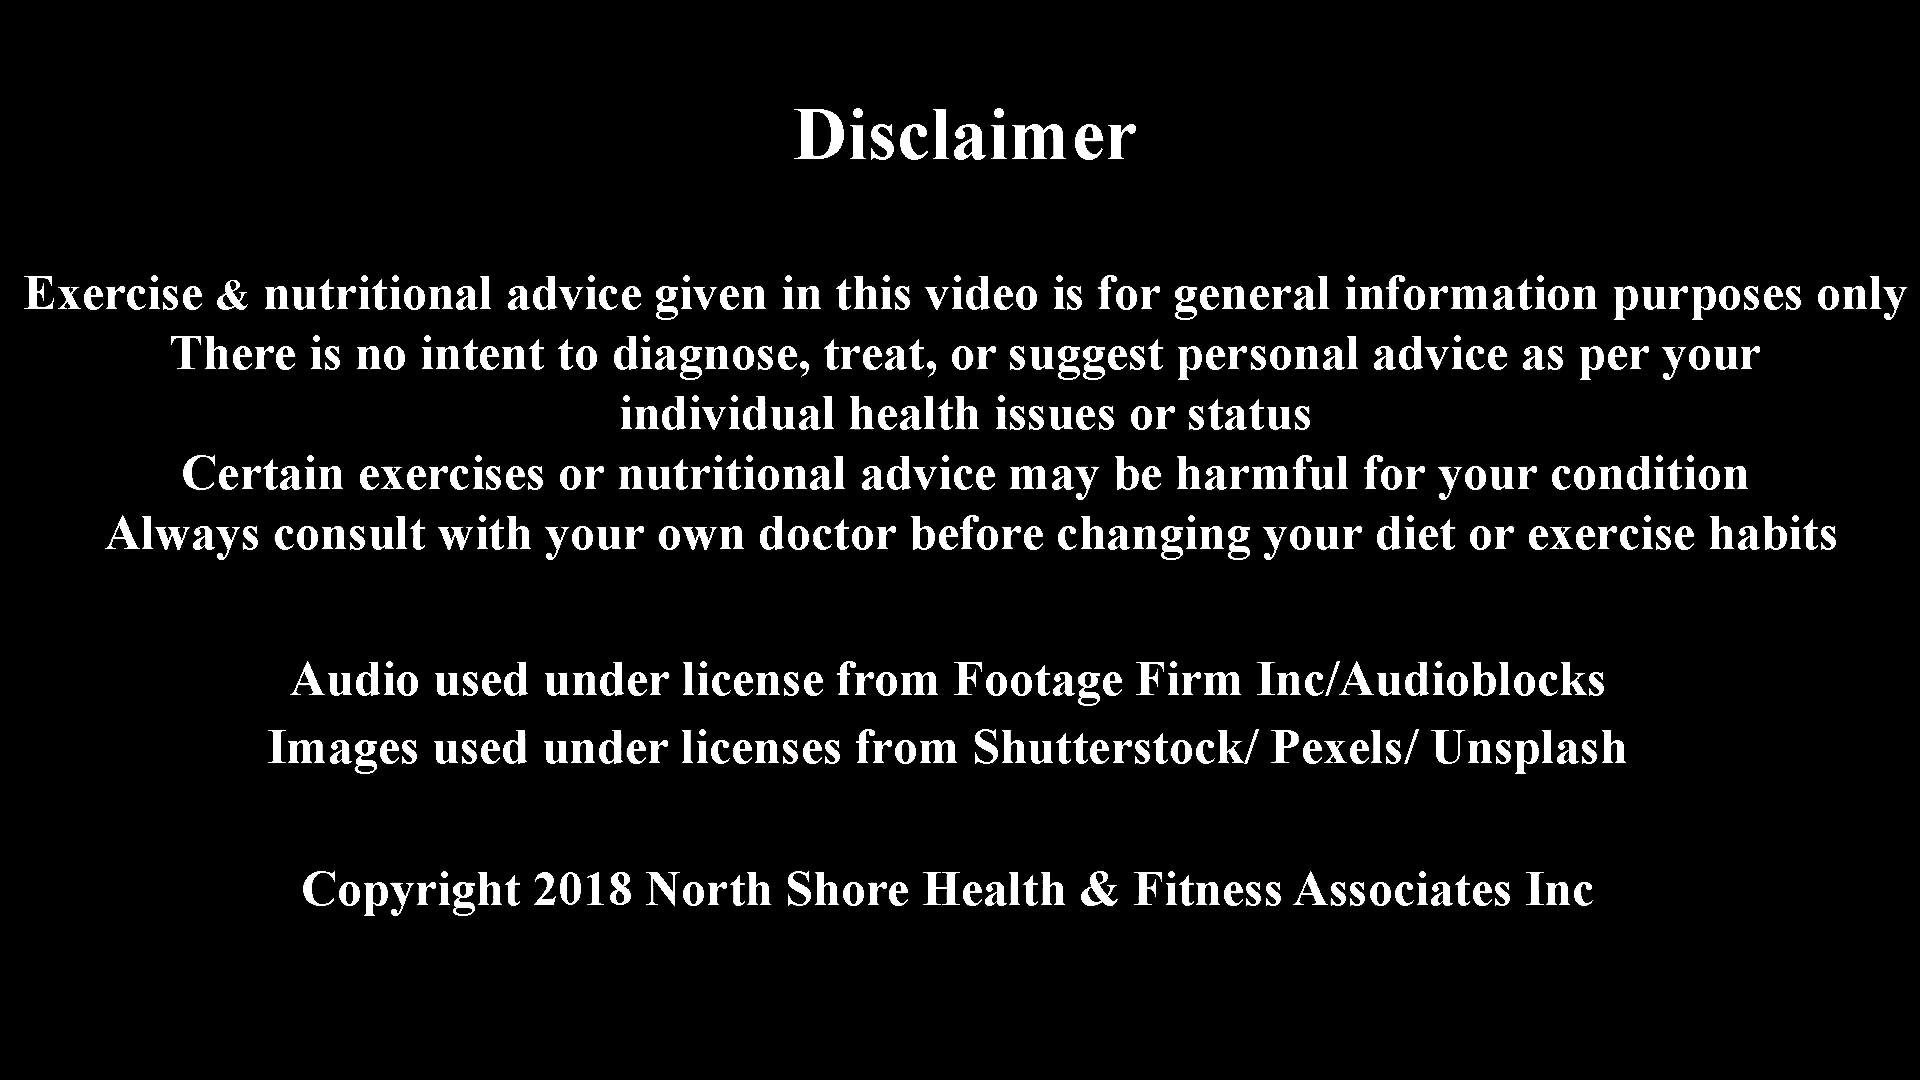 Disclaimer
Exercise & nutritional advice given in this video is for general information purposes only
There is no intent to diagnose, treat, or suggest personal advice as per your
individual health issues or status
Certain exercises or nutritional advice may be harmful for your condition
Always consult with your own doctor before changing your diet or exercise habits
Audio used under license from Footage Firm Inc/Audioblocks
Images used under licenses from Shutterstock/ Pexels/ Unsplash
Copyright 2018 North Shore Health & Fitness Associates Inc